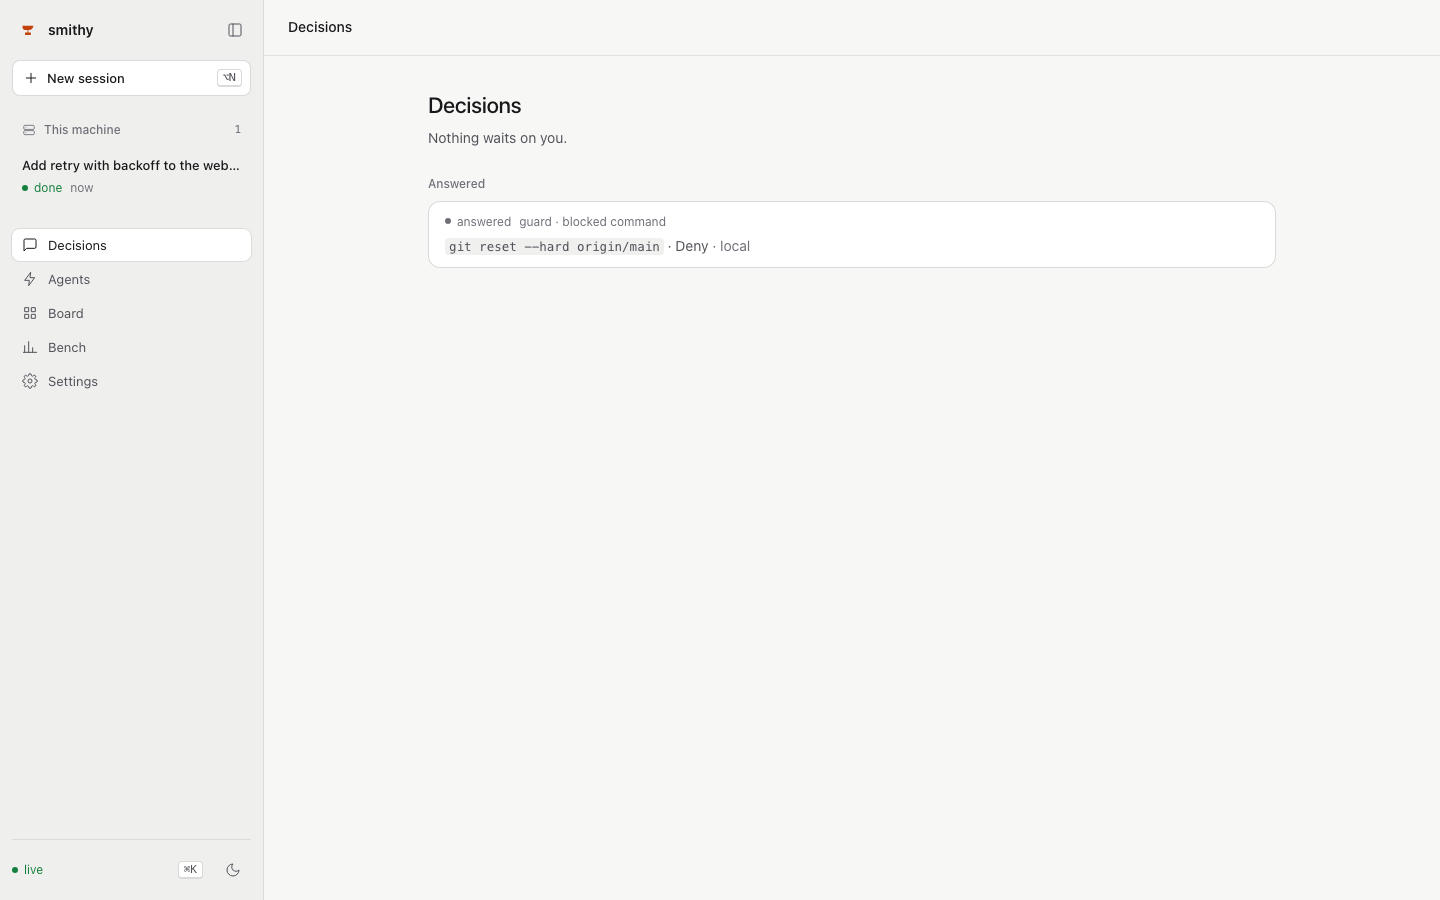 smithy
New session ⌥N
This machine 1
Add retry with backoff to the web...
done now
Decisions
Agents
Board
Bench
Settings
live ⌘K
Decisions
Decisions
Nothing waits on you.
Answered
answered guard · blocked command
git reset --hard origin/main · Deny · local